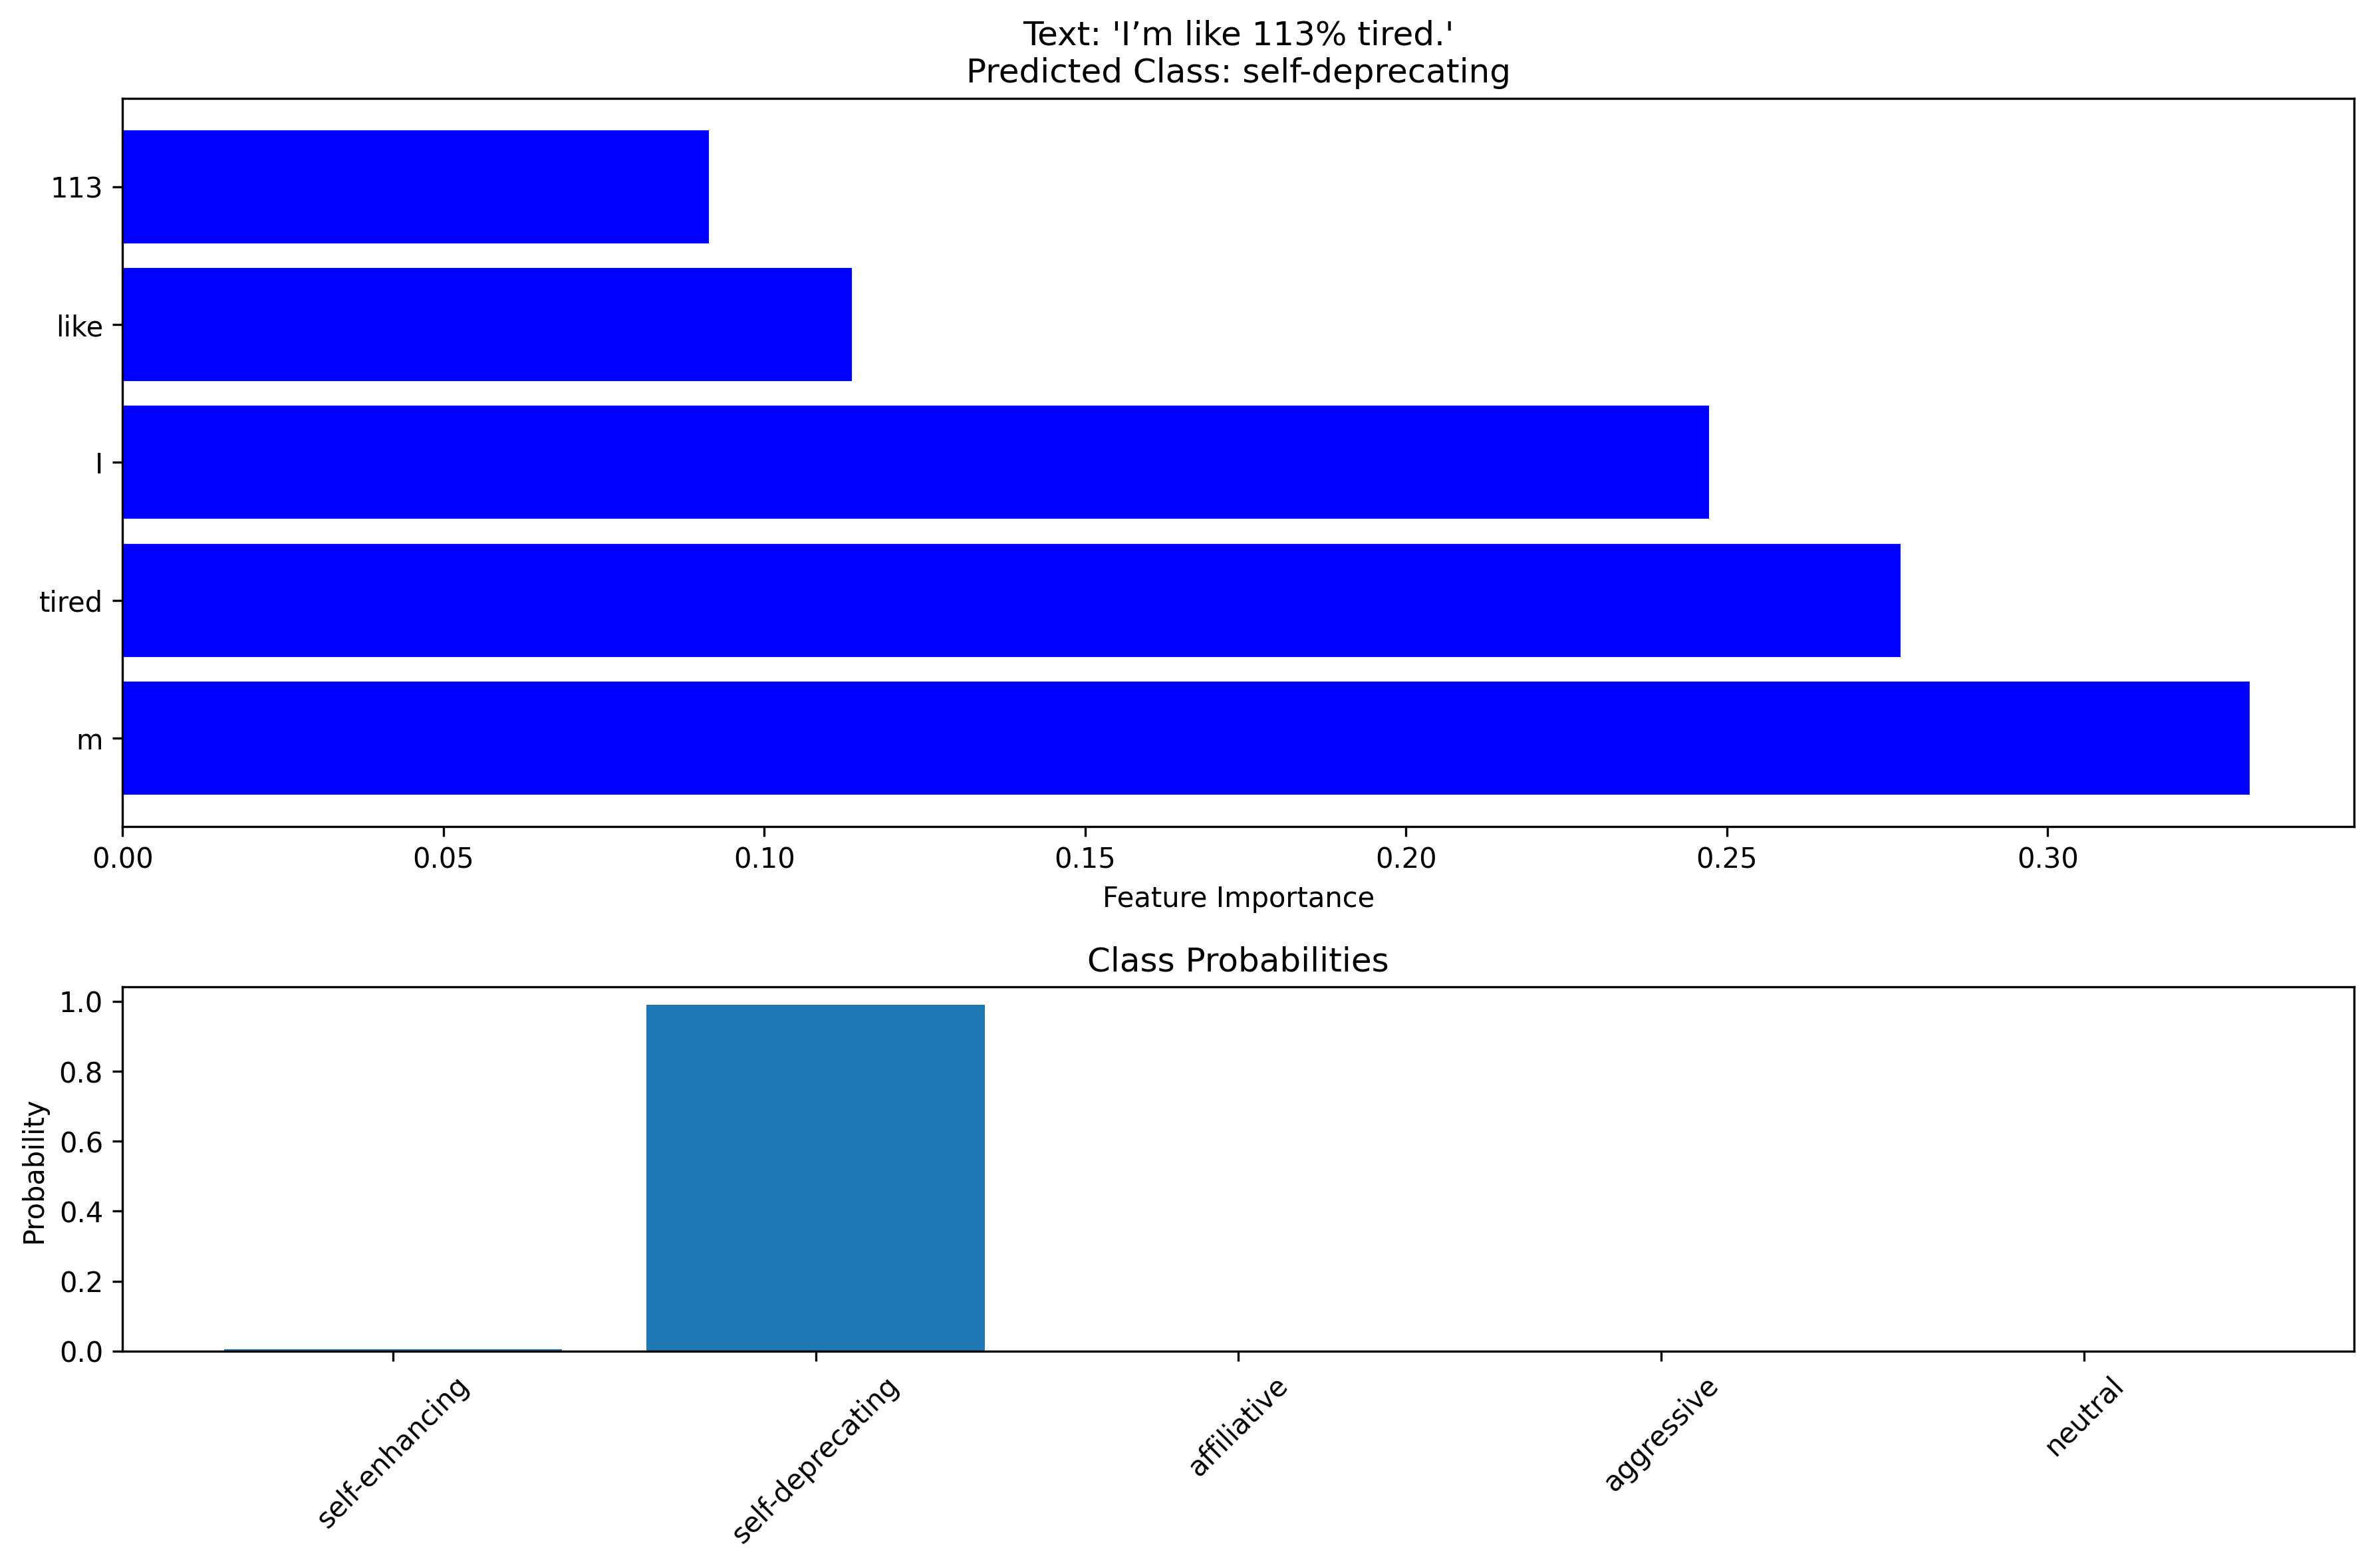 Text: 'I’m like 113% tired.'
Predicted Class: self-deprecating
113
like
I
tired
m
0.00 0.05 0.10 0.15 0.20 0.25 0.30
Feature Importance
Class Probabilities
1.0
0.8
0.6
0.4
0.2
0.0
Probability
self-enhancing
self-deprecating
affiliative
aggressive
neutral